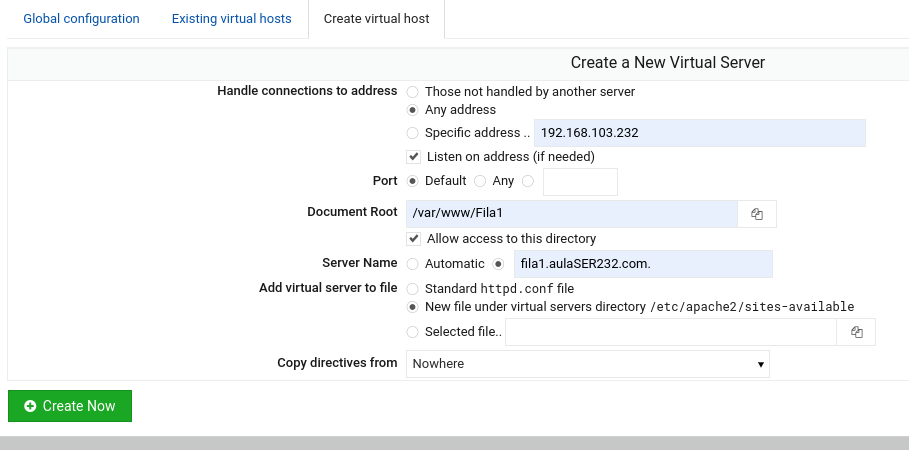 Global configuration Existing virtual hosts Create virtual host
Create a New Virtual Server
Handle connections to address Those not handled by another server
Any address
Specific address .. 192.168.103.232
Listen on address (if needed)
Port Default Any
Document Root /var/www/Fila1
Allow access to this directory
Server Name Automatic fila1.aulaSER232.com.
Add virtual server to file Standard httpd.conf file
New file under virtual servers directory /etc/apache2/sites-available
Selected file..
Copy directives from Nowhere
Create Now